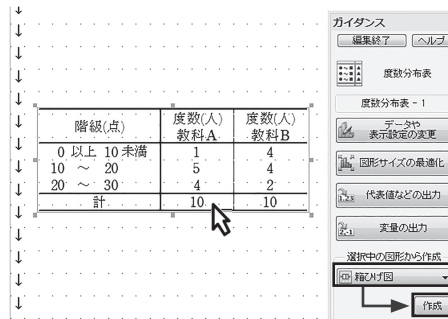 階級(点) 度数(人) 教科A 度数(人) 教科B
0 以上 10 未満 1 4
10 ～ 20 5 4
20 ～ 30 4 2
計 10 10
ガイダンス
編集終了 ヘルプ
度数分布表
度数分布表 - 1
データや
表示設定の変更
図形サイズの最適化
代表値などの出力
変量の出力
選択中の図形から作成
箱ひげ図
作成